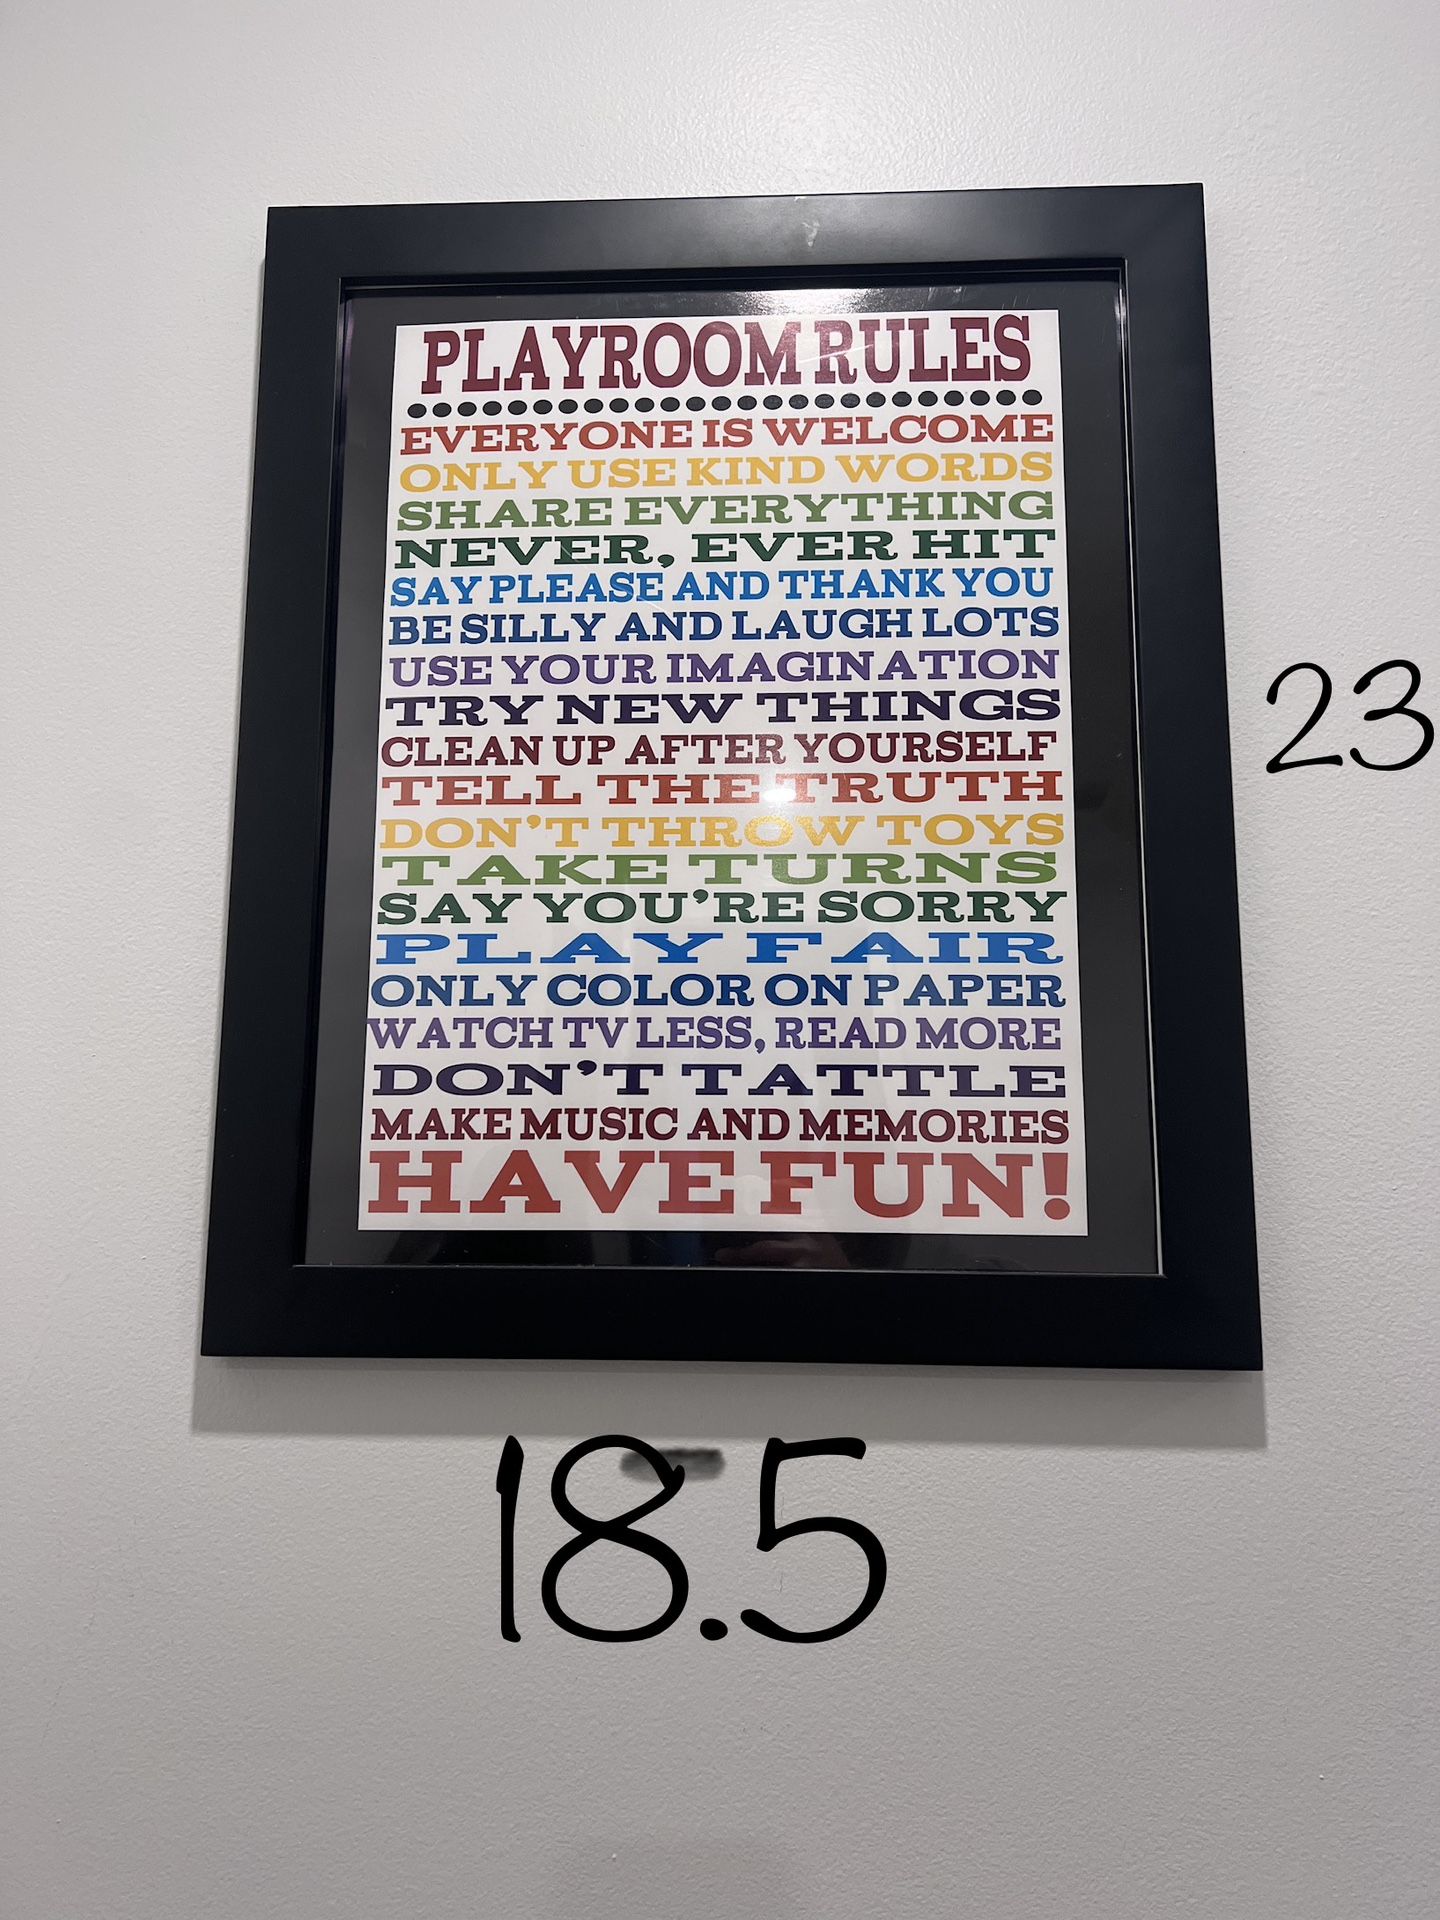 PLAYROOM RULES
EVERYONE IS WELCOME
ONLY USE KIND WORDS
SHARE EVERYTHING
NEVER, EVER HIT
SAY PLEASE AND THANK YOU
BE SILLY AND LAUGH LOTS
USE YOUR IMAGINATION
TRY NEW THINGS
CLEAN UP AFTER YOURSELF
TELL THE TRUTH
DON'T THROW TOYS
TAKE TURNS
SAY YOU'RE SORRY
PLAY FAIR
ONLY COLOR ON PAPER
WATCH TV LESS, READ MORE
DON'T TATTLE
MAKE MUSIC AND MEMORIES
HAVE FUN!
23
18.5